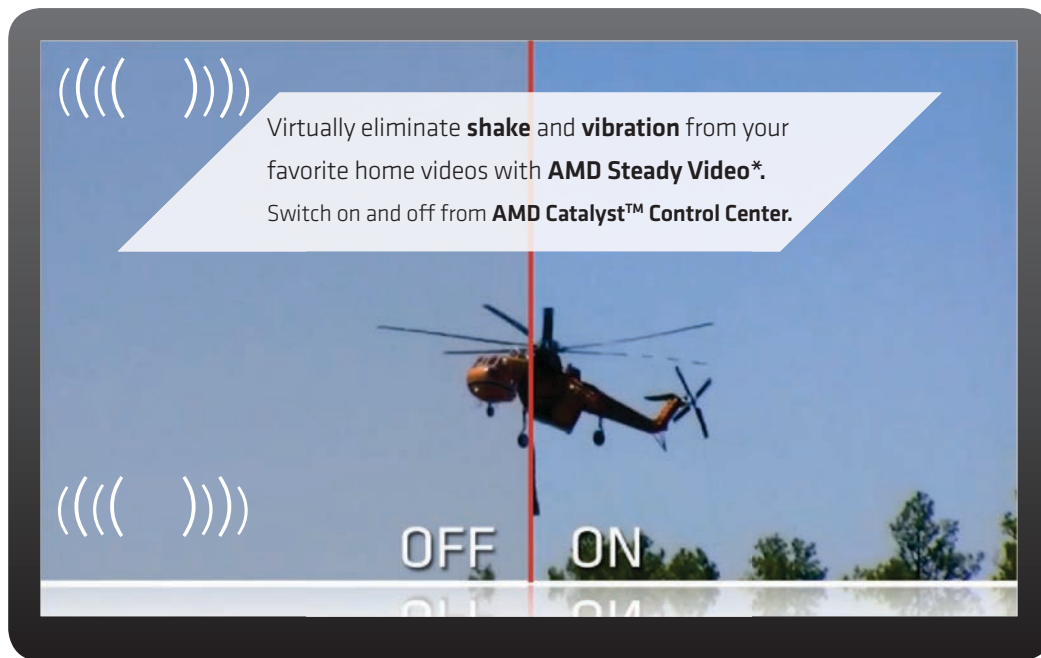 Virtually eliminate shake and vibration from your
favorite home videos with AMD Steady Video*.
Switch on and off from AMD Catalyst™ Control Center.
OFF ON